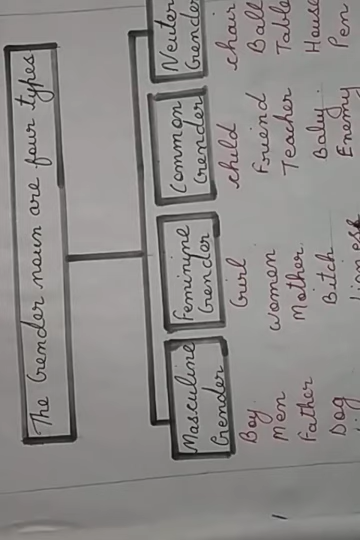 The Gender noun are four types
Masculine Gender
Feminine Gender
Common Gender
Neuter Gender
Boy Girl child chair
Men women Friend Ball
Father Mother Teacher Table
Dog Bitch Baby House
Enemy Pen